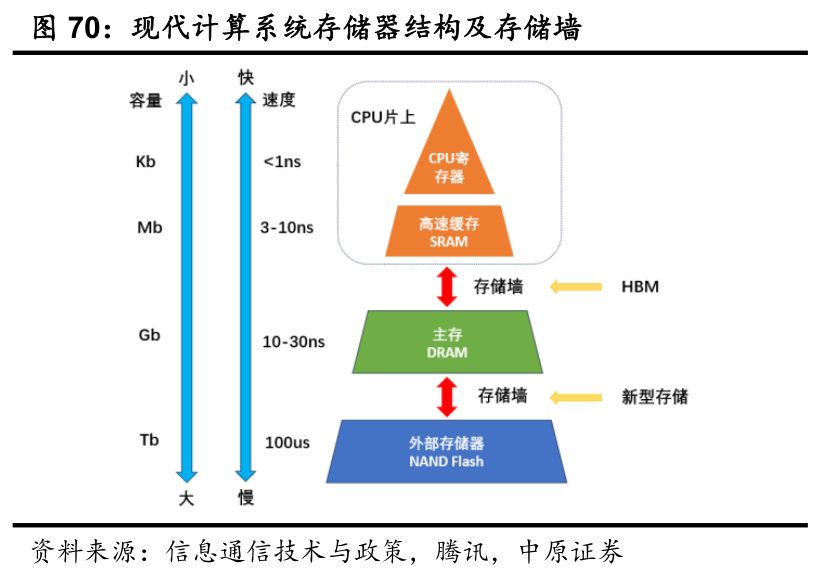 图 70：现代计算系统存储器结构及存储墙
小 快
容量 速度
CPU片上
Kb <1ns CPU寄
存器
Mb 3-10ns 高速缓存
SRAM
存储墙 HBM
Gb 10-30ns 主存
DRAM
存储墙 新型存储
Tb 100us 外部存储器
NAND Flash
大 慢
资料来源：信息通信技术与政策，腾讯，中原证券